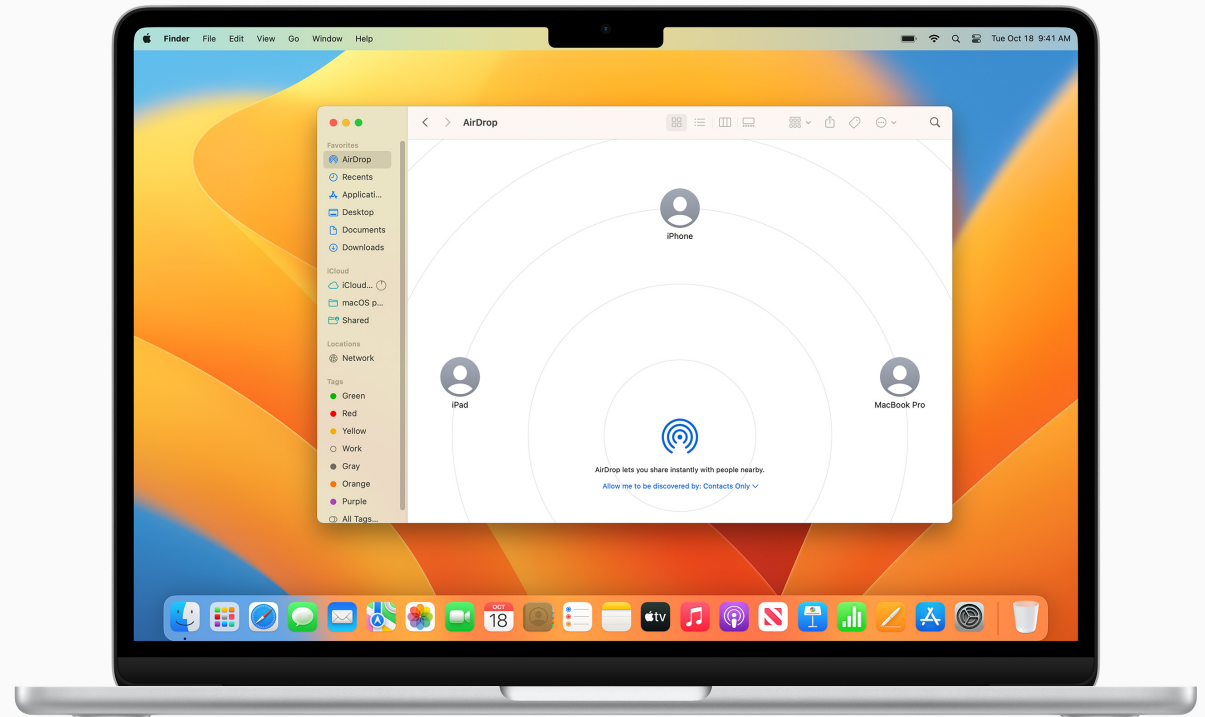 Finder File Edit View Go Window Help
Tue Oct 18 9:41 AM
AirDrop
Favorites
AirDrop
Recents
Applicati...
Desktop
Documents
Downloads
iCloud
iCloud...
macOS p...
Shared
Locations
Network
Tags
Green
Red
Yellow
Work
Gray
Orange
Purple
All Tags...
iPhone
iPad
MacBook Pro
AirDrop lets you share instantly with people nearby.
Allow me to be discovered by: Contacts Only
OCT
18
tv